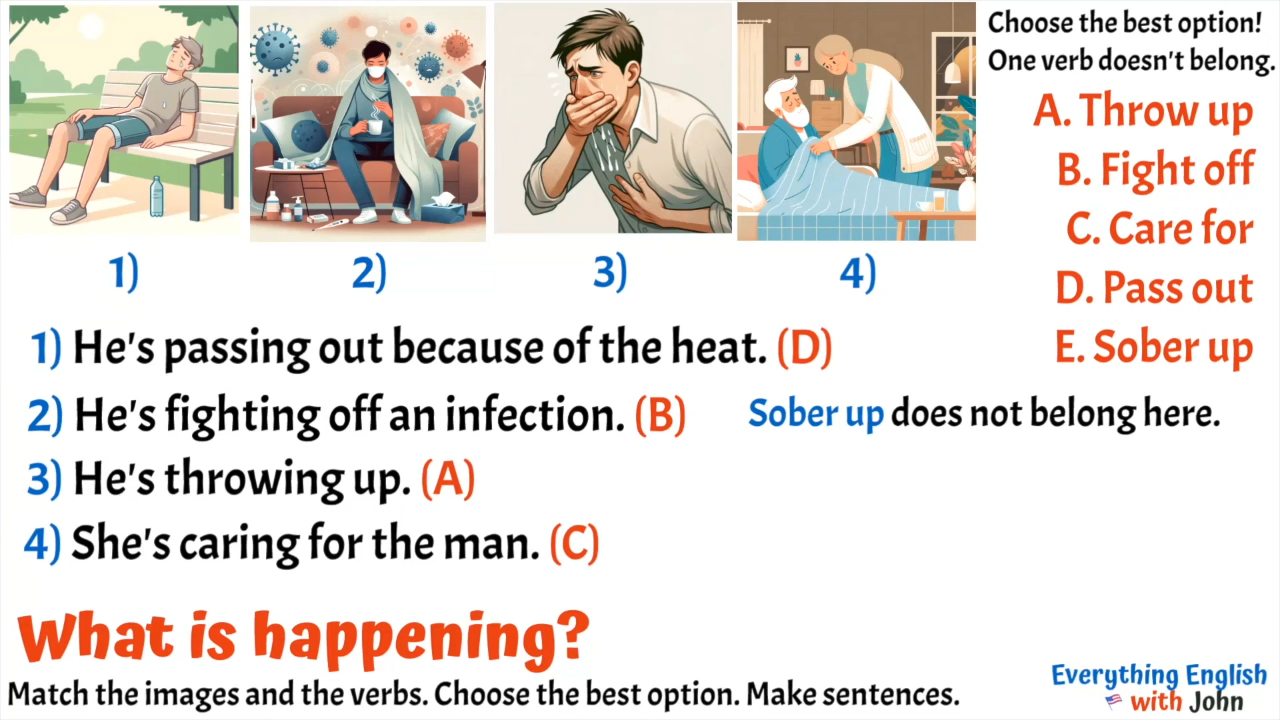 Choose the best option!
One verb doesn't belong.
A. Throw up
B. Fight off
C. Care for
D. Pass out
E. Sober up
1)
2)
3)
4)
1) He's passing out because of the heat. (D)
2) He's fighting off an infection. (B)
Sober up does not belong here.
3) He's throwing up. (A)
4) She's caring for the man. (C)
What is happening?
Match the images and the verbs. Choose the best option. Make sentences.
Everything English
with John